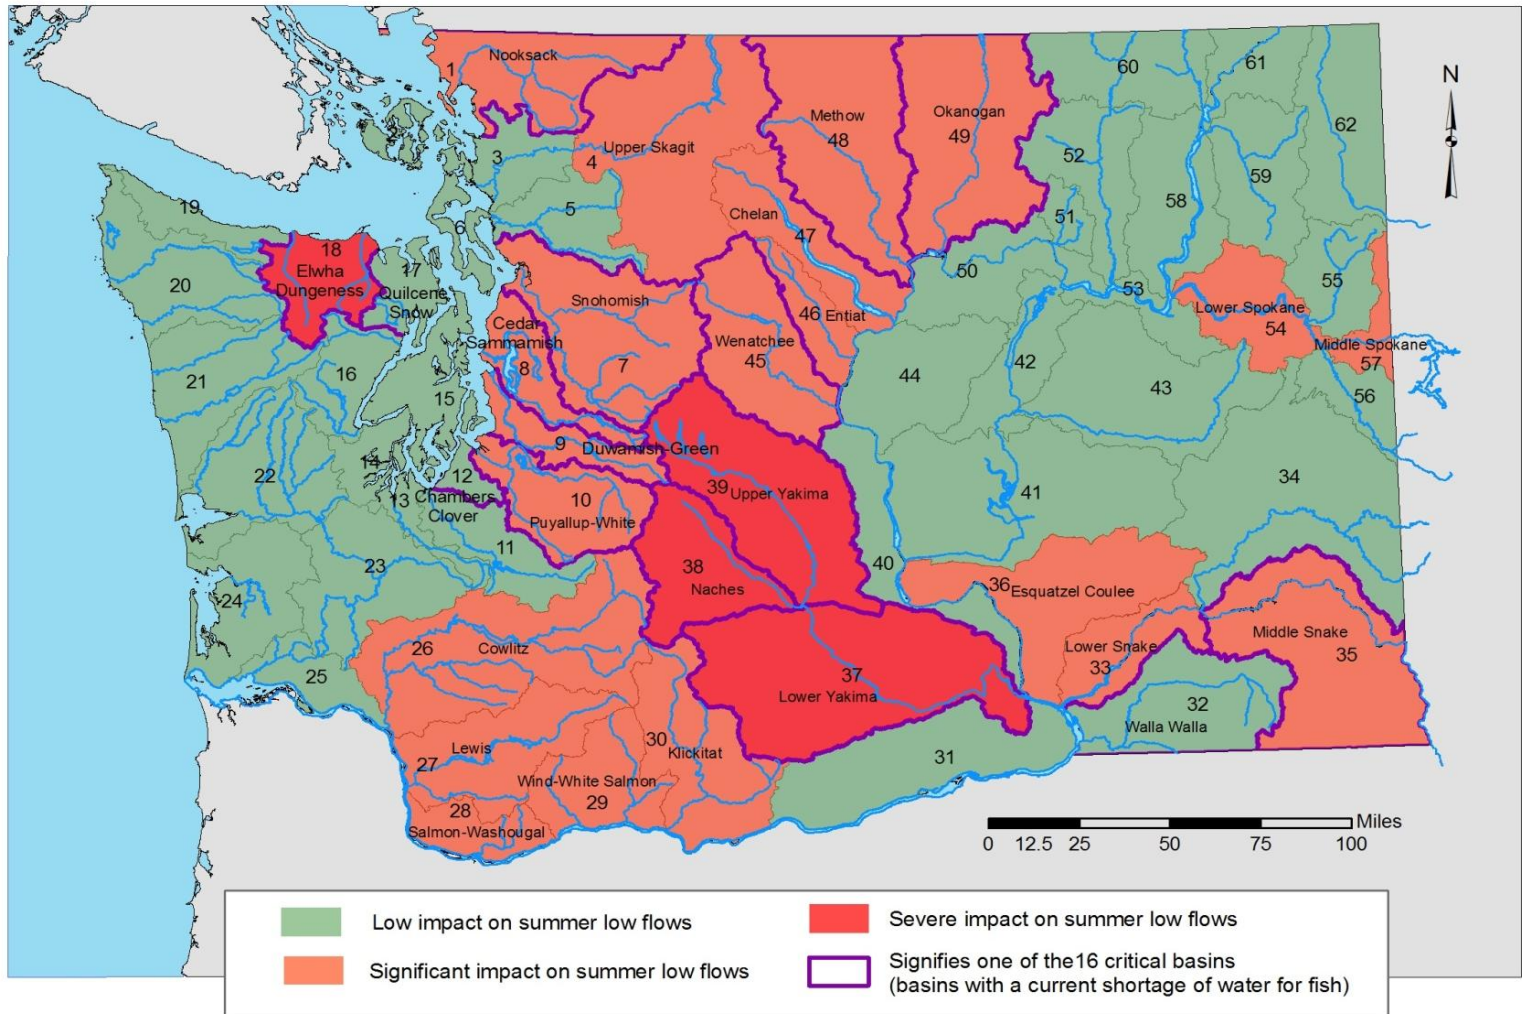 1
Nooksack
2
3
4
Upper Skagit
5
6
Methow
48
Okanogan
49
60
61
62
52
59
58
51
50
53
55
N
19
18
Elwha
Dungeness
17
Quilcene
Snow
20
21
16
15
Chelan
47
Snohomish
7
Cedar
Sammamish
8
Wenatchee
45
46 Entiat
Lower Spokane
54
Middle Spokane
57
56
44
42
43
41
34
22
14
13
12
Chambers
Clover
11
9
Duwamish-Green
10
Puyallup-White
39
Upper Yakima
38
Naches
40
36
Esquatzel Coulee
Lower Snake
33
Middle Snake
35
23
24
25
26
Cowlitz
37
Lower Yakima
32
Walla Walla
31
27
Lewis
28
Salmon-Washougal
Wind-White Salmon
29
30
Klickitat
Miles
0 12.5 25 50 75 100
Low impact on summer low flows
Significant impact on summer low flows
Severe impact on summer low flows
Signifies one of the16 critical basins
(basins with a current shortage of water for fish)